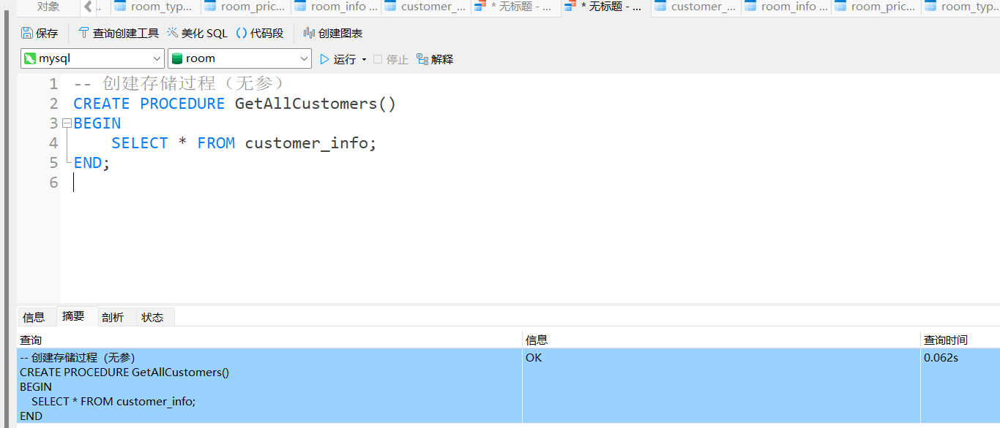 对象
room_typ...
room_pric...
room_info ...
customer_...
* 无标题 - ...
* 无标题 - ...
customer_...
room_info ...
room_pric...
room_typ...
保存
查询创建工具
美化 SQL
() 代码段
创建图表
mysql
room
运行
停止
解释
1 -- 创建存储过程（无参）
2 CREATE PROCEDURE GetAllCustomers()
3 BEGIN
4 SELECT * FROM customer_info;
5 END;
6
信息 摘要 剖析 状态
查询 信息 查询时间
-- 创建存储过程（无参） OK 0.062s
CREATE PROCEDURE GetAllCustomers()
BEGIN
SELECT * FROM customer_info;
END